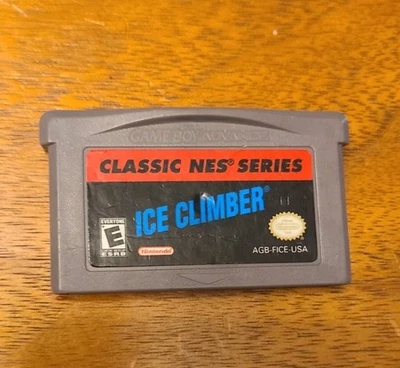 GAME BOY ADVANCE
CLASSIC NES® SERIES
ICE CLIMBER®
EVERYONE
E
ESRB
Nintendo®
AGB-FICE-USA